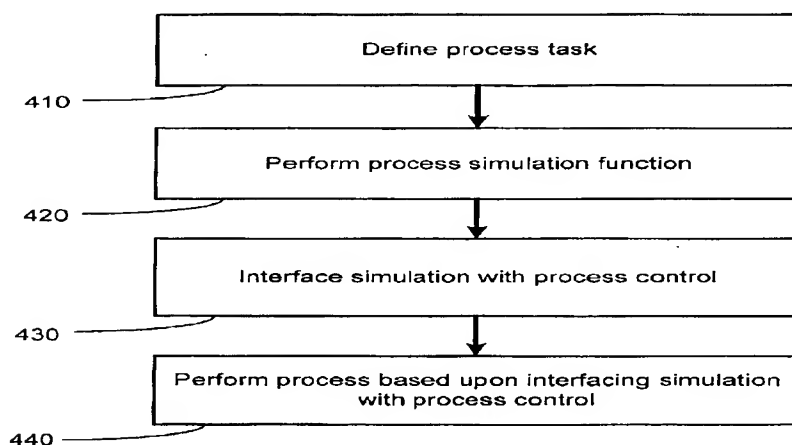 Define process task
410
Perform process simulation function
420
Interface simulation with process control
430
Perform process based upon interfacing simulation
with process control
440